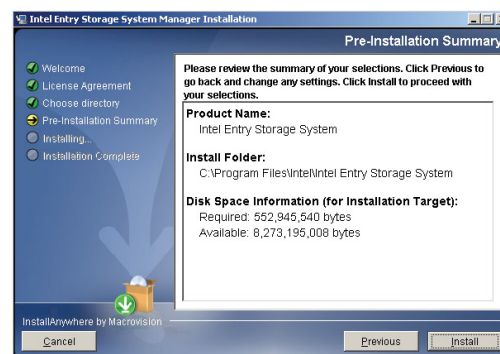 Intel Entry Storage System Manager Installation
Pre-Installation Summary
Welcome
License Agreement
Choose directory
Pre-Installation Summary
Installing...
Installation Complete
Please review the summary of your selections. Click Previous to
go back and change any settings. Click Install to proceed with
your selections.
Product Name:
Intel Entry Storage System
Install Folder:
C:\Program Files\Intel\Intel Entry Storage System
Disk Space Information (for Installation Target):
Required: 552,945,540 bytes
Available: 8,273,195,008 bytes
InstallAnywhere by Macrovision
Cancel
Previous
Install